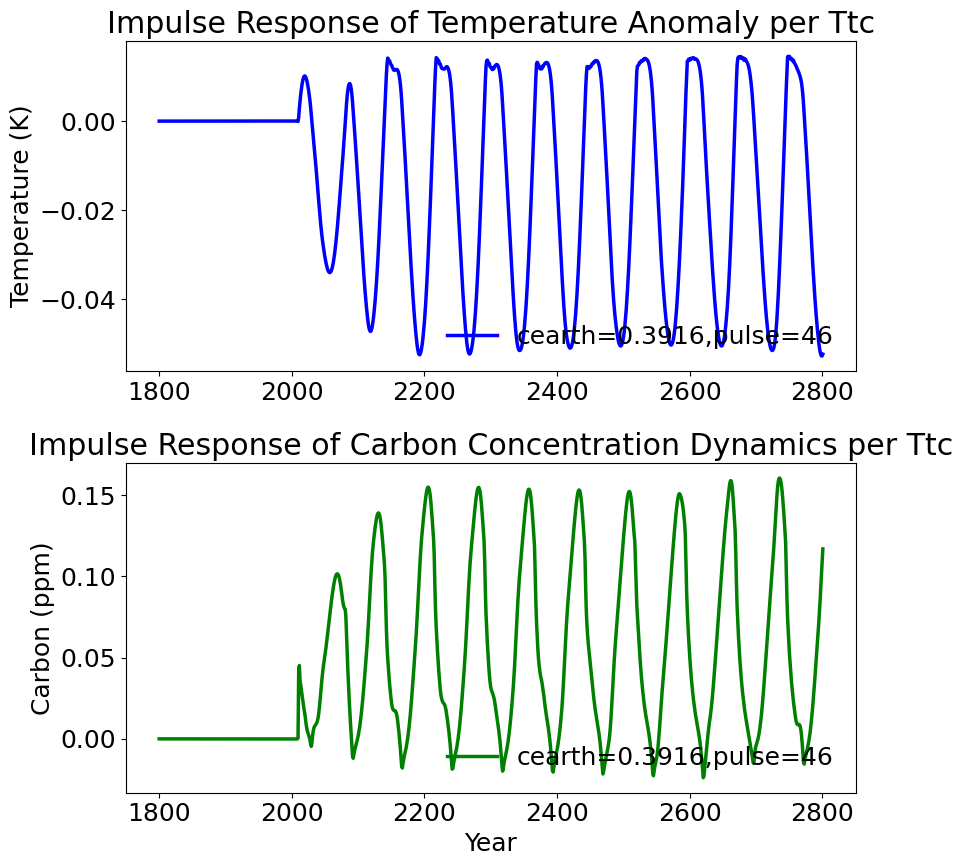 Impulse Response of Temperature Anomaly per Ttc
Temperature (K)
0.00
−0.02
−0.04
cearth=0.3916,pulse=46
1800 2000 2200 2400 2600 2800
Impulse Response of Carbon Concentration Dynamics per Ttc
Carbon (ppm)
0.15
0.10
0.05
0.00
cearth=0.3916,pulse=46
1800 2000 2200 2400 2600 2800
Year